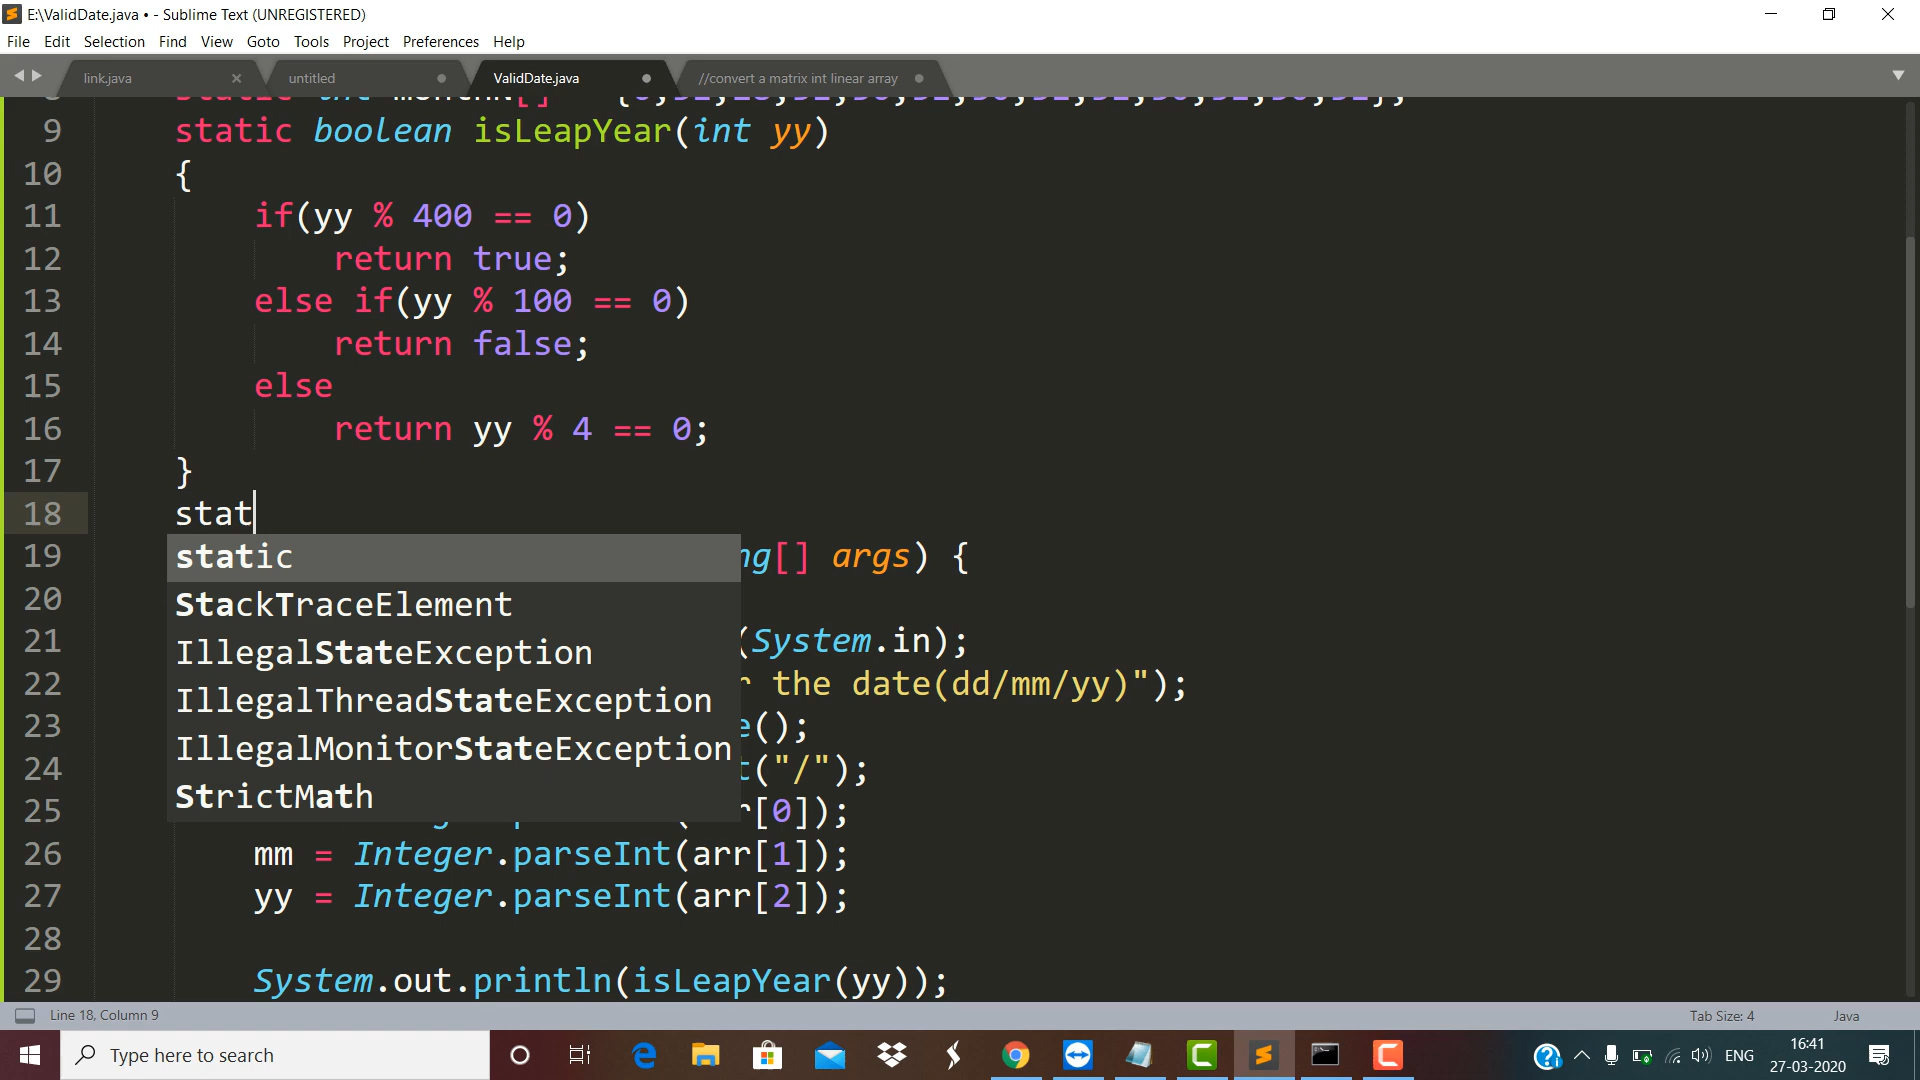 E:\ValidDate.java • - Sublime Text (UNREGISTERED)
File Edit Selection Find View Goto Tools Project Preferences Help
link.java untitled ValidDate.java //convert a matrix int linear array
9 static boolean isLeapYear(int yy)
10 {
11 if(yy % 400 == 0)
12 return true;
13 else if(yy % 100 == 0)
14 return false;
15 else
16 return yy % 4 == 0;
17 }
18 stat
static
StackTraceElement
IllegalStateException
IllegalThreadStateException
IllegalMonitorStateException
StrictMath
19 ng[] args) {
20
21 (System.in);
22 the date(dd/mm/yy)");
23 e();
24 t("/");
25 [0]);
26 mm = Integer.parseInt(arr[1]);
27 yy = Integer.parseInt(arr[2]);
28
29 System.out.println(isLeapYear(yy));
Line 18, Column 9 Tab Size: 4 Java
Type here to search ENG 16:41
27-03-2020